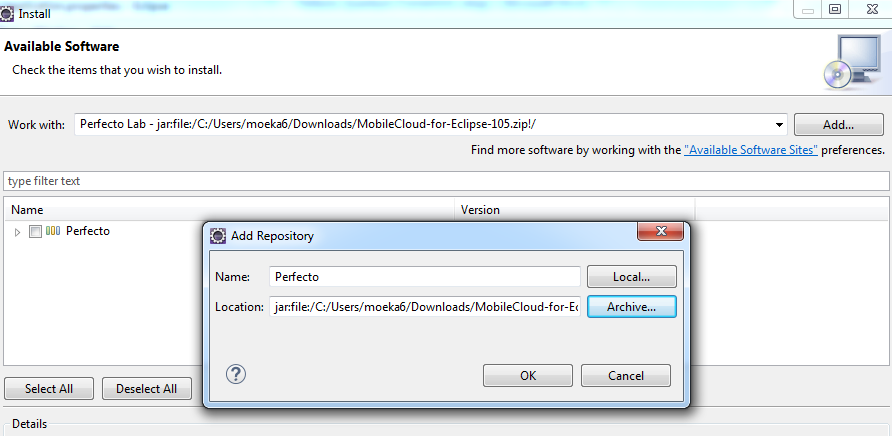 Install
Available Software
Check the items that you wish to install.
Work with: Perfecto Lab - jar:file:/C:/Users/moeka6/Downloads/MobileCloud-for-Eclipse-105.zip!/ Add...
Find more software by working with the "Available Software Sites" preferences.
type filter text
Name Version
Perfecto
Add Repository
Name: Perfecto Local...
Location: jar:file:/C:/Users/moeka6/Downloads/MobileCloud-for-Ec Archive...
OK Cancel
Select All Deselect All
Details